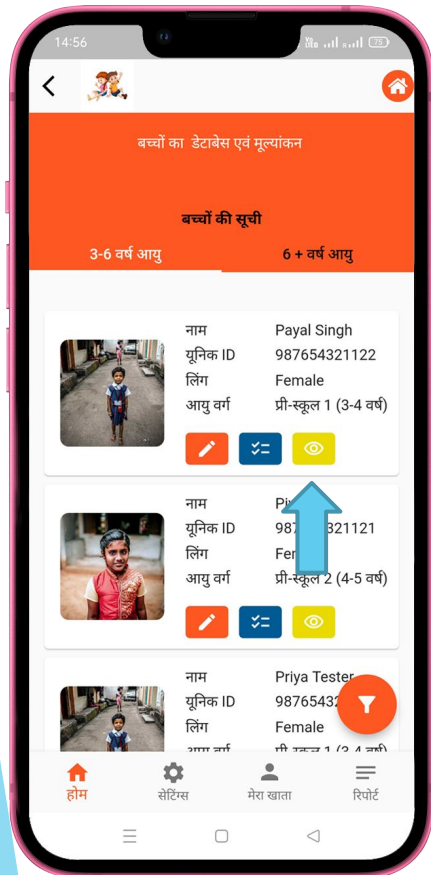 14:56
75
बच्चों का डेटाबेस एवं मूल्यांकन
बच्चों की सूची
3-6 वर्ष आयु 6 + वर्ष आयु
नाम Payal Singh
यूनिक ID 987654321122
लिंग Female
आयु वर्ग प्री-स्कूल 1 (3-4 वर्ष)
नाम
यूनिक ID
लिंग
आयु वर्ग प्री-स्कूल 2 (4-5 वर्ष)
नाम Priya Tester
यूनिक ID
लिंग Female
होम सेटिंग्स मेरा खाता रिपोर्ट